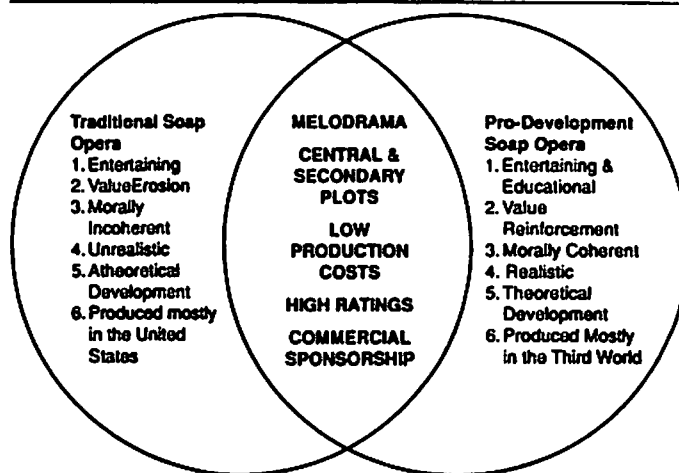 Traditional Soap
Opera
1. Entertaining
2. ValueErosion
3. Morally
Incoherent
4. Unrealistic
5. Atheoretical
Development
6. Produced mostly
in the United
States
MELODRAMA
CENTRAL &
SECONDARY
PLOTS
LOW
PRODUCTION
COSTS
HIGH RATINGS
COMMERCIAL
SPONSORSHIP
Pro-Development
Soap Opera
1. Entertaining &
Educational
2. Value
Reinforcement
3. Morally Coherent
4. Realistic
5. Theoretical
Development
6. Produced Mostly
in the Third World